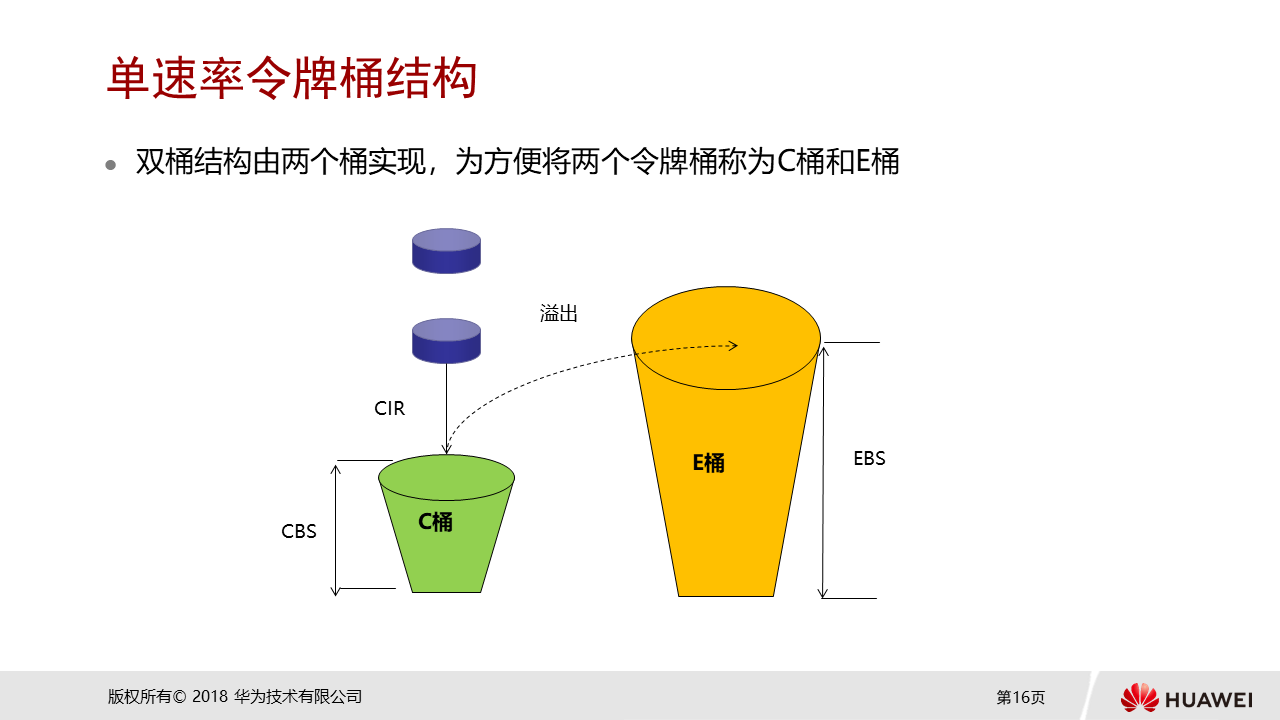 单速率令牌桶结构
双桶结构由两个桶实现，为方便将两个令牌桶称为C桶和E桶
溢出
CIR
E桶
EBS
C桶
CBS
版权所有© 2018 华为技术有限公司
第16页
HUAWEI